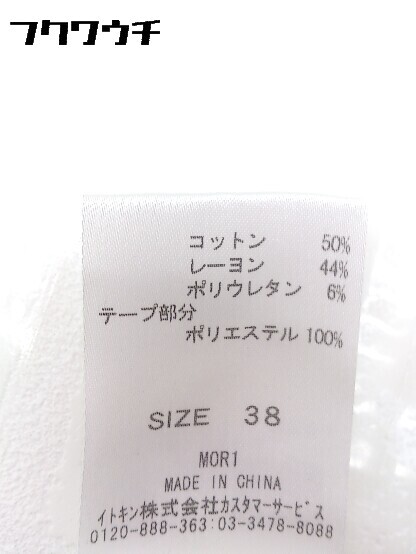 フクワウチ
コットン 50%
レーヨン 44%
ポリウレタン 6%
テープ部分
ポリエステル 100%
SIZE 38
MOR1
MADE IN CHINA
イトキン株式会社カスタマーサービス
0120-888-363:03-3478-8088